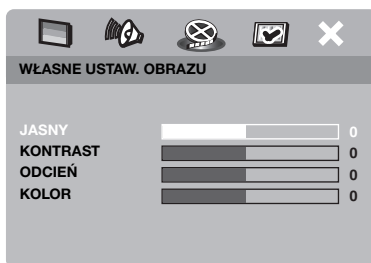 WŁASNE USTAW. OBRAZU
JASNY 0
KONTRAST 0
ODCIEŃ 0
KOLOR 0